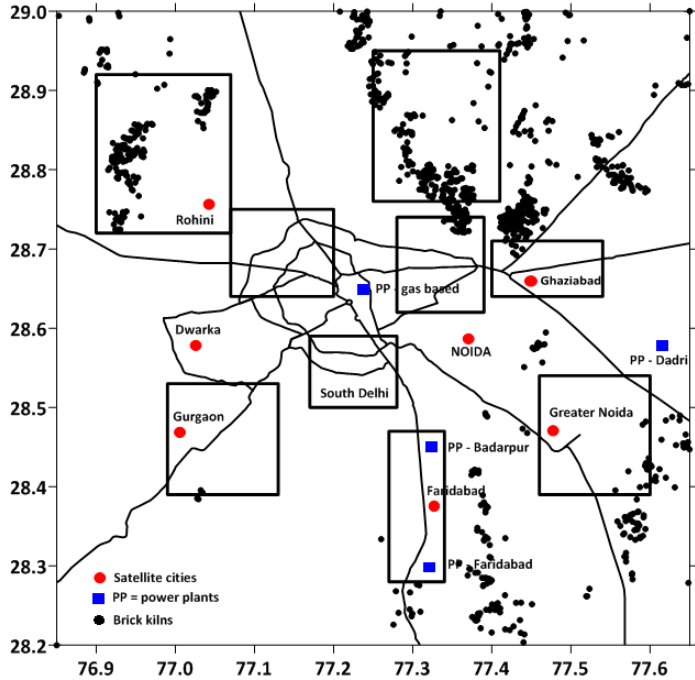 29.0
28.9
28.8
Rohini
28.7
PP - gas based
Ghaziabad
28.6
Dwarka
NOIDA
PP - Dadri
South Delhi
28.5
Gurgaon
Greater Noida
PP - Badarpur
28.4
Faridabad
28.3
PP - Faridabad
Satellite cities
PP = power plants
Brick kilns
28.2
76.9 77.0 77.1 77.2 77.3 77.4 77.5 77.6